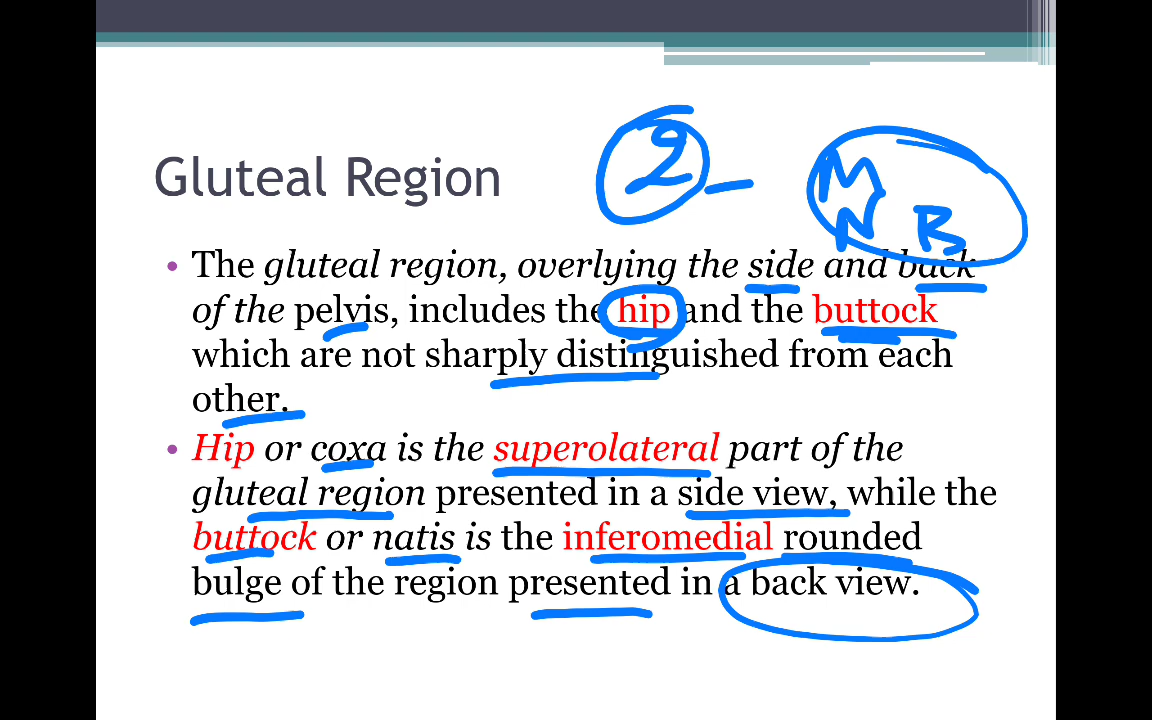 Gluteal Region
2
M
N B
The gluteal region, overlying the side and back
of the pelvis, includes the hip and the buttock
which are not sharply distinguished from each
other.
Hip or coxa is the superolateral part of the
gluteal region presented in a side view, while the
buttock or natis is the inferomedial rounded
bulge of the region presented in a back view.